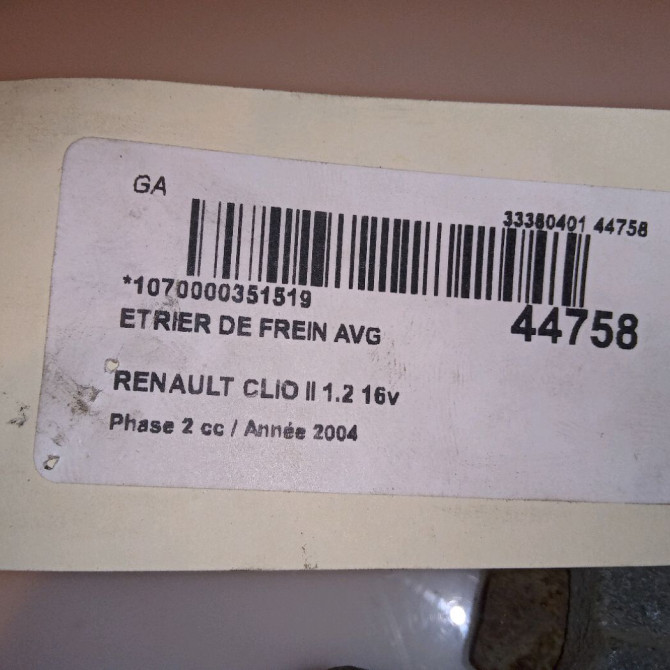 GA
33380401 44758
*1070000351519
ETRIER DE FREIN AVG
44758
RENAULT CLIO II 1.2 16v
Phase 2 cc / Année 2004